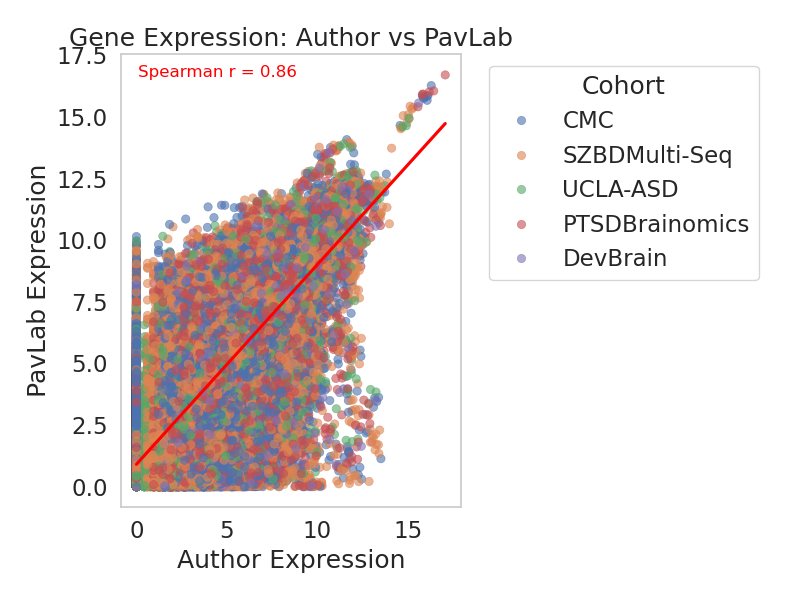 Gene Expression: Author vs PavLab
Spearman r = 0.86
17.5
15.0
12.5
10.0
7.5
5.0
2.5
0.0
PavLab Expression
0 5 10 15
Author Expression
Cohort
CMC
SZBDMulti-Seq
UCLA-ASD
PTSDBrainomics
DevBrain